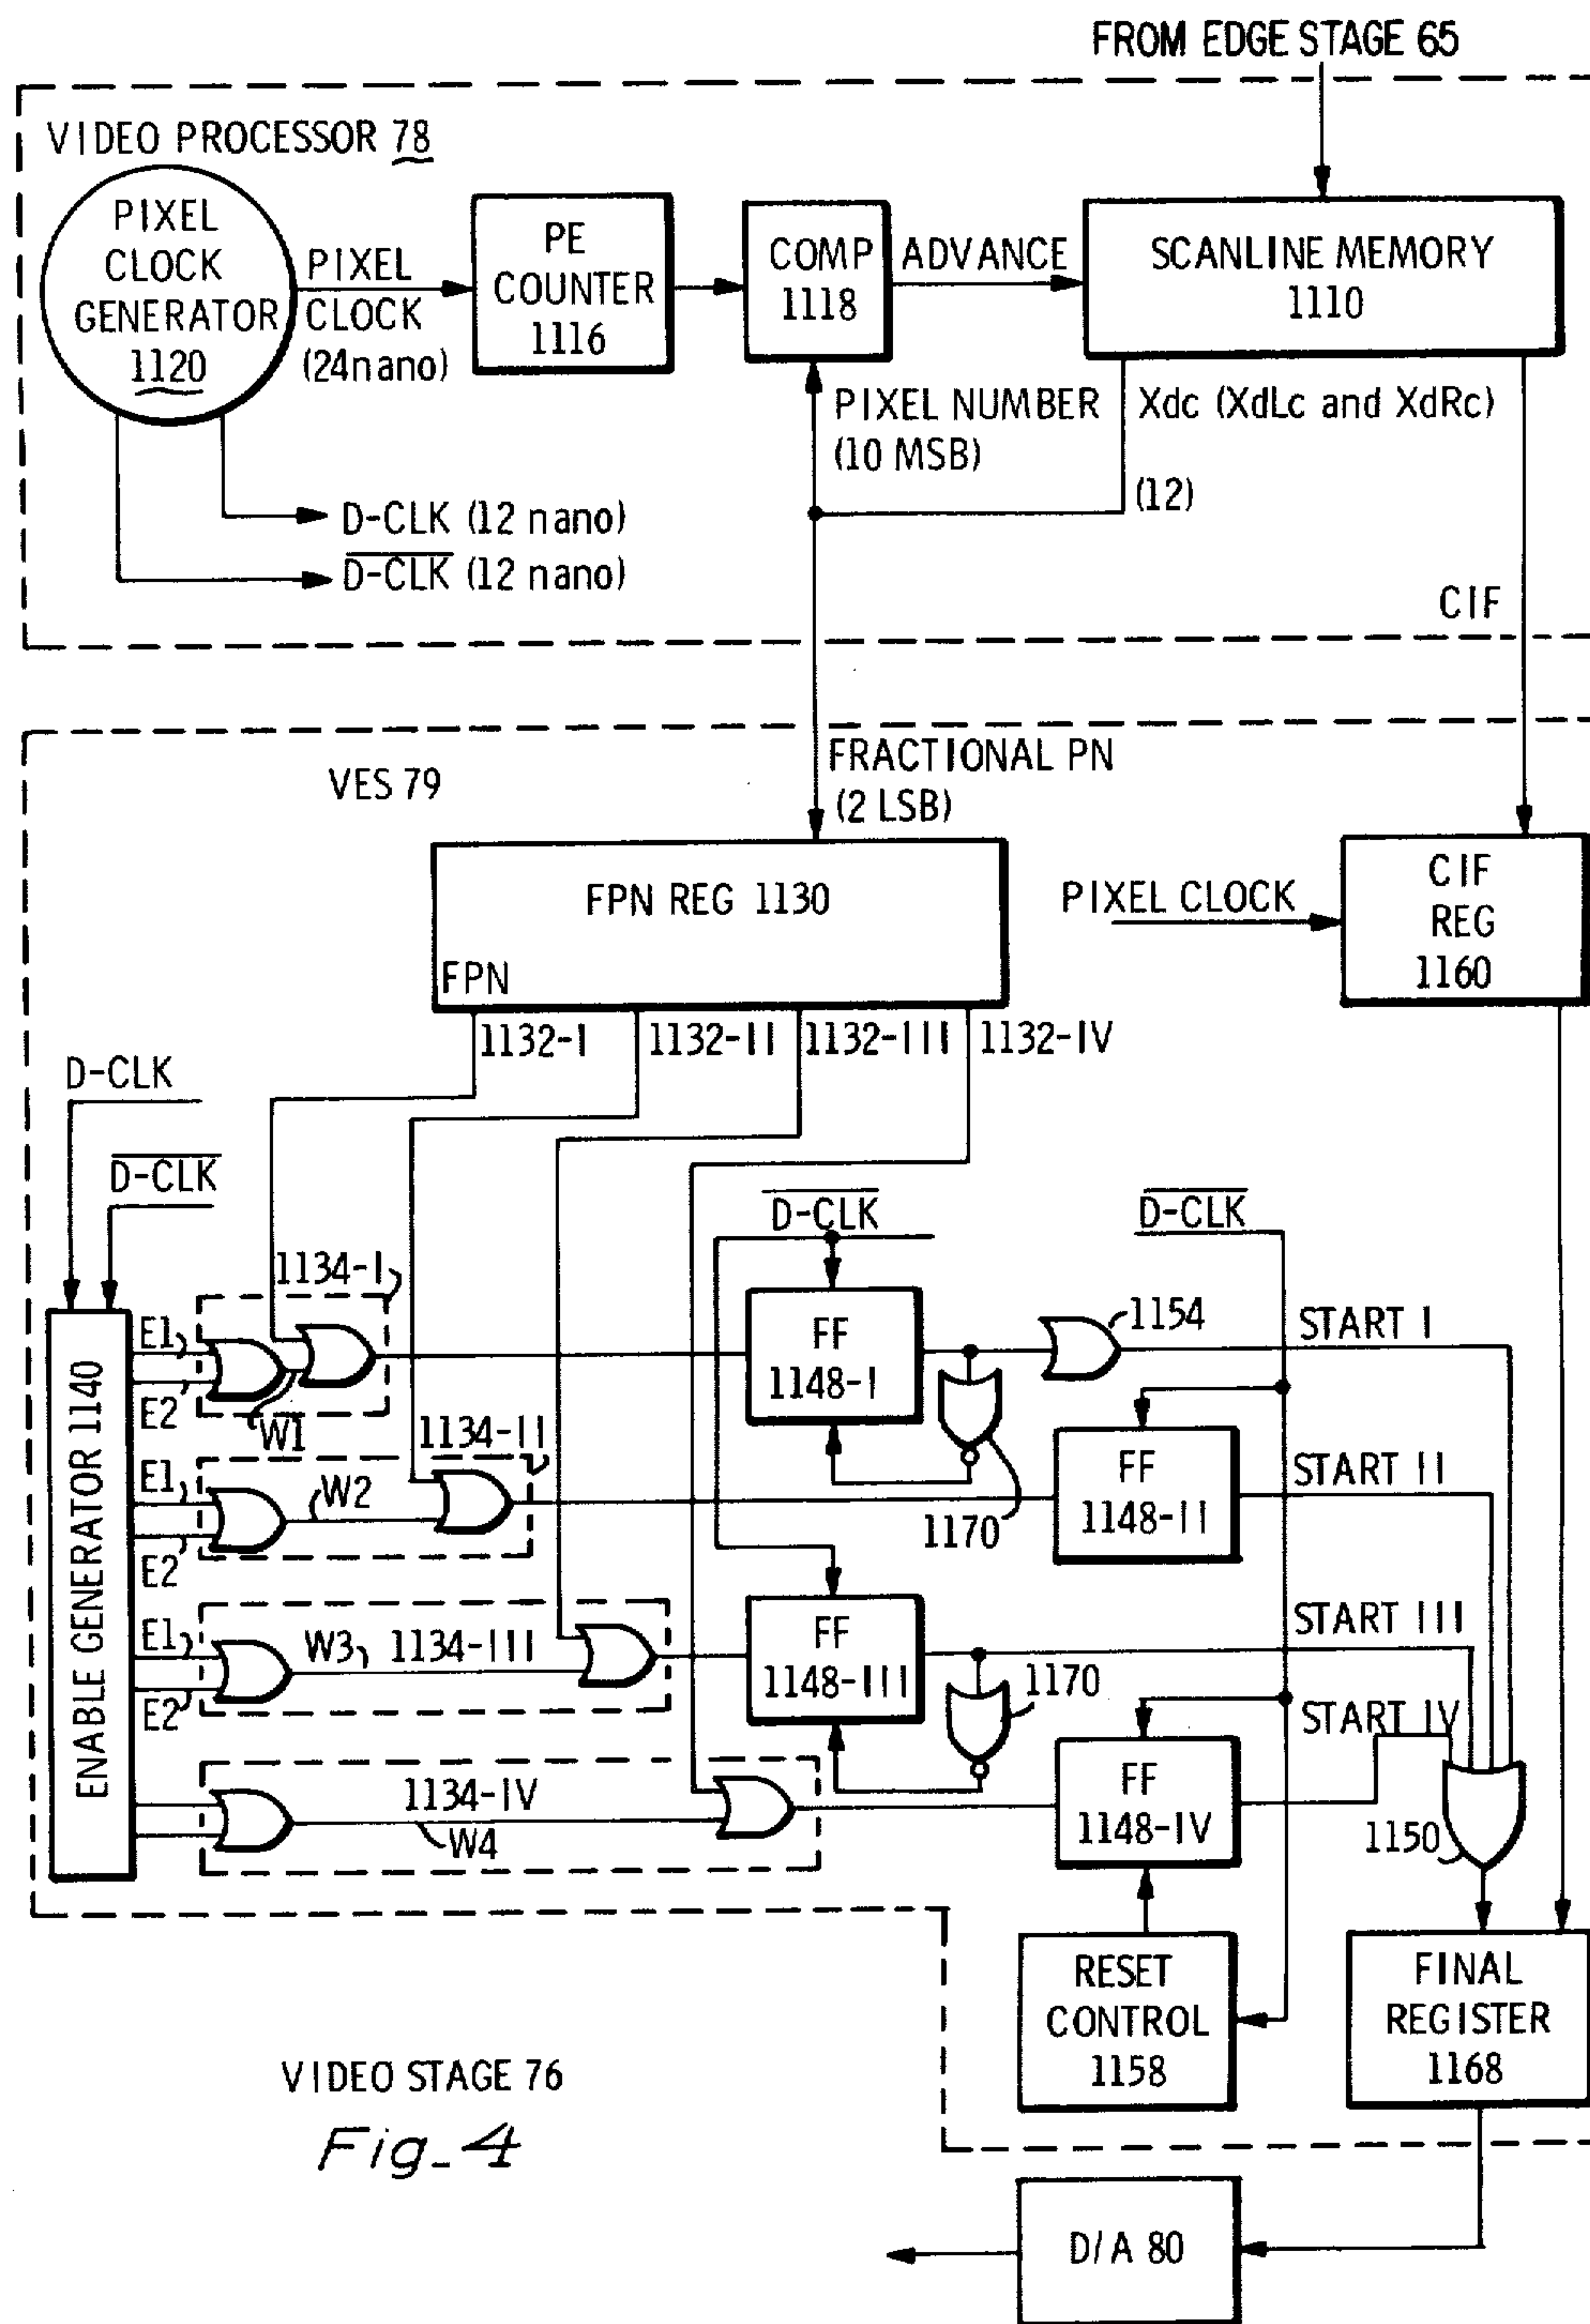 FROM EDGE STAGE 65
VIDEO PROCESSOR 78
PIXEL
CLOCK
GENERATOR
1120
PIXEL
CLOCK
(24nano)
PE
COUNTER
1116
COMP
1118
ADVANCE
SCANLINE MEMORY
1110
PIXEL NUMBER
(10 MSB)
Xdc (XdLc and XdRc)
(12)
D-CLK (12 nano)
D-CLK (12 nano)
CIF
VES 79
FRACTIONAL PN
(2 LSB)
FPN REG 1130
FPN
PIXEL CLOCK
CIF
REG
1160
1132-I
1132-II
1132-III
1132-IV
D-CLK
D-CLK
D-CLK
D-CLK
1134-I
E1
E2
W1
FF
1148-I
1154
START I
1170
ENABLE GENERATOR 1140
1134-II
E1
E2
W2
FF
1148-II
START II
E1
E2
W3
1134-III
FF
1148-III
1170
START III
START IV
1134-IV
W4
FF
1148-IV
1150
RESET
CONTROL
1158
FINAL
REGISTER
1168
VIDEO STAGE 76
Fig_4
D/A 80